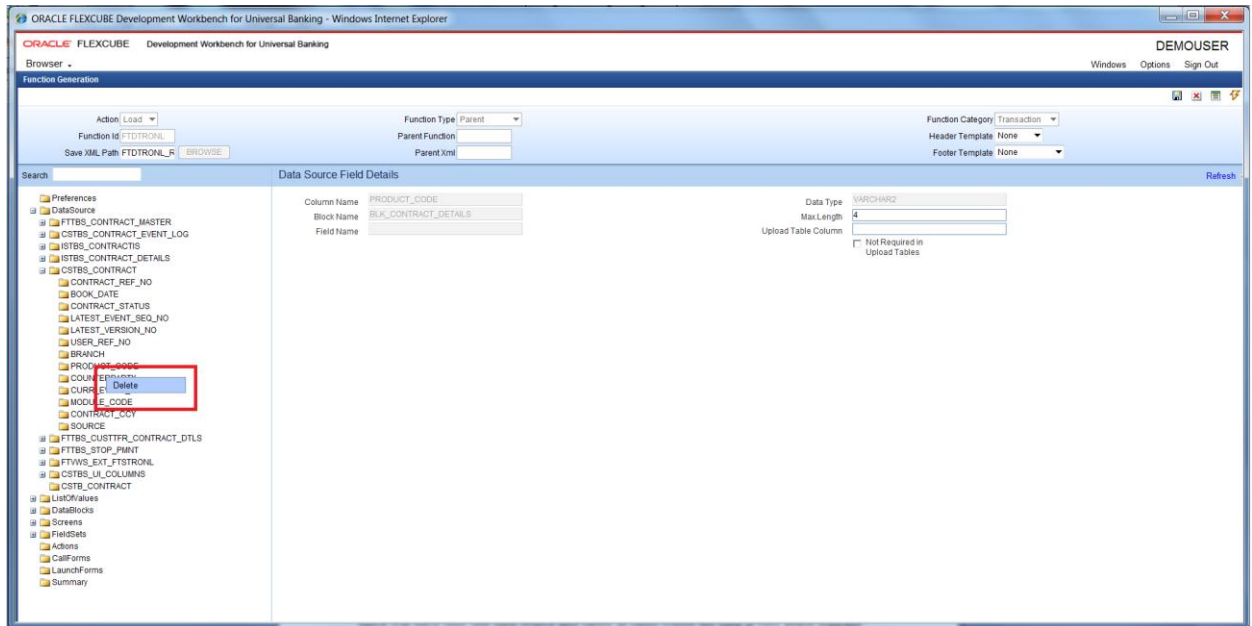 ORACLE FLEXCUBE Development Workbench for Universal Banking - Windows Internet Explorer
ORACLE FLEXCUBE Development Workbench for Universal Banking DEMOUSER
Browser Windows Options Sign Out
Function Generation
Action Load Function Type Parent Function Category Transaction
Function Id FTDTRONL Parent Function Header Template None
Save XML Path FTDTRONL_R BROWSE Parent Xml Footer Template None
Search Data Source Field Details Refresh
Preferences
DataSource
FTTBS_CONTRACT_MASTER
CSTBS_CONTRACT_EVENT_LOG
ISTBS_CONTRACTIS
ISTBS_CONTRACT_DETAILS
CSTBS_CONTRACT
CONTRACT_REF_NO
BOOK_DATE
CONTRACT_STATUS
LATEST_EVENT_SEQ_NO
LATEST_VERSION_NO
USER_REF_NO
BRANCH
PRODUCT_CODE
Delete
MODULE_CODE
CONTRACT_CCY
SOURCE
FTTBS_CUSTTFR_CONTRACT_DTLS
FTTBS_STOP_PMNT
FTVWS_EXT_FTSTRONL
CSTBS_UI_COLUMNS
CSTB_CONTRACT
ListOfValues
DataBlocks
Screens
FieldSets
Actions
CallForms
LaunchForms
Summary
Column Name PRODUCT_CODE Data Type VARCHAR2
Block Name BLK_CONTRACT_DETAILS Max.Length 4
Field Name Upload Table Column
Not Required in
Upload Tables